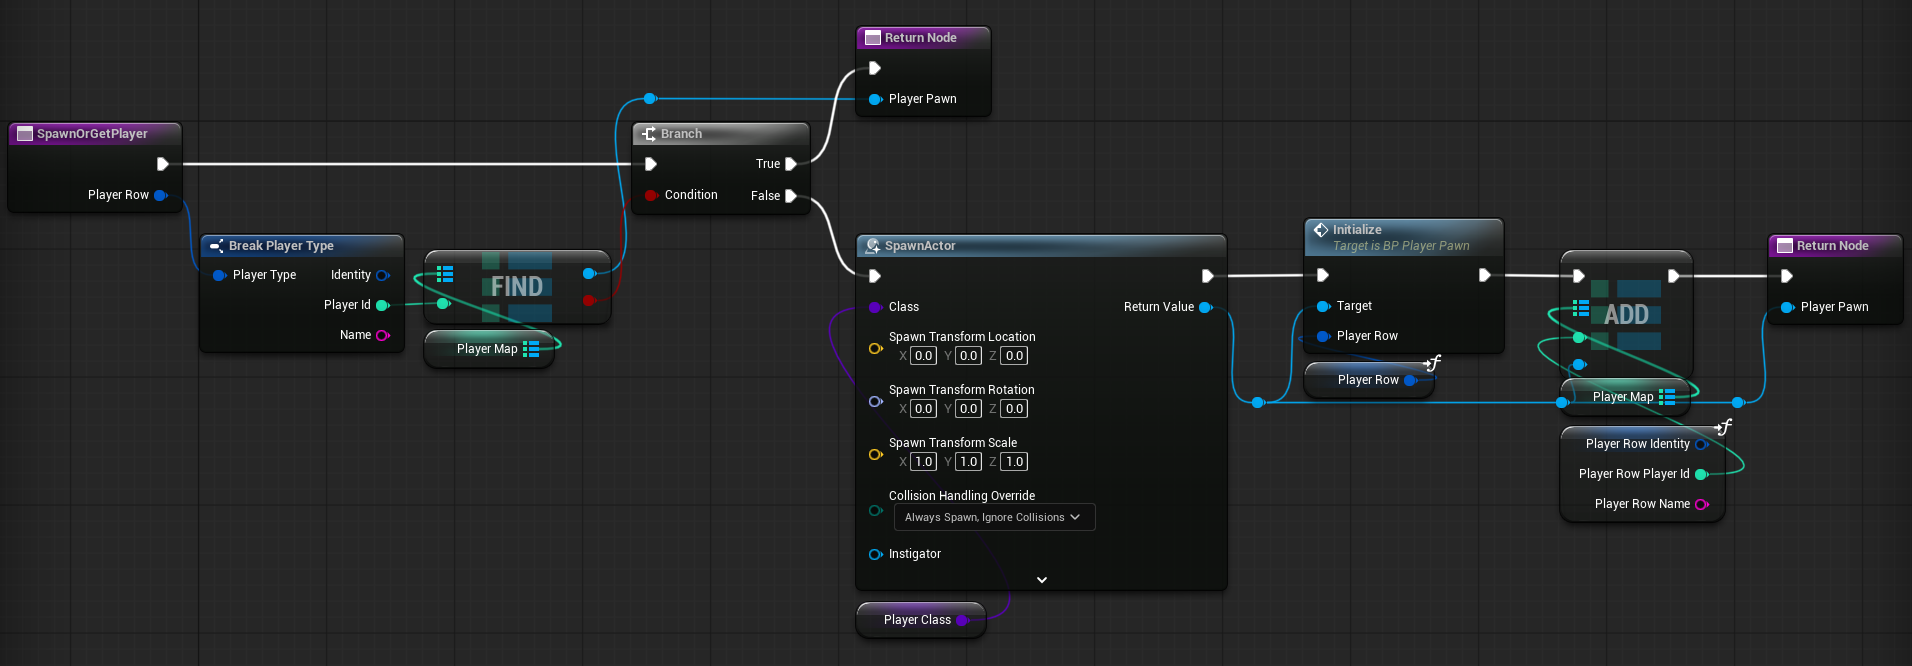 SpawnOrGetPlayer
Player Row
Break Player Type
Player Type
Identity
Player Id
Name
FIND
Player Map
Return Node
Player Pawn
Branch
True
Condition
False
SpawnActor
Class
Return Value
Spawn Transform Location
X 0.0 Y 0.0 Z 0.0
Spawn Transform Rotation
X 0.0 Y 0.0 Z 0.0
Spawn Transform Scale
X 1.0 Y 1.0 Z 1.0
Collision Handling Override
Always Spawn, Ignore Collisions
Instigator
Player Class
Initialize
Target is BP Player Pawn
Target
Player Row
f
Player Row
ADD
Player Map
f
Player Row Identity
Player Row Player Id
Player Row Name
Return Node
Player Pawn